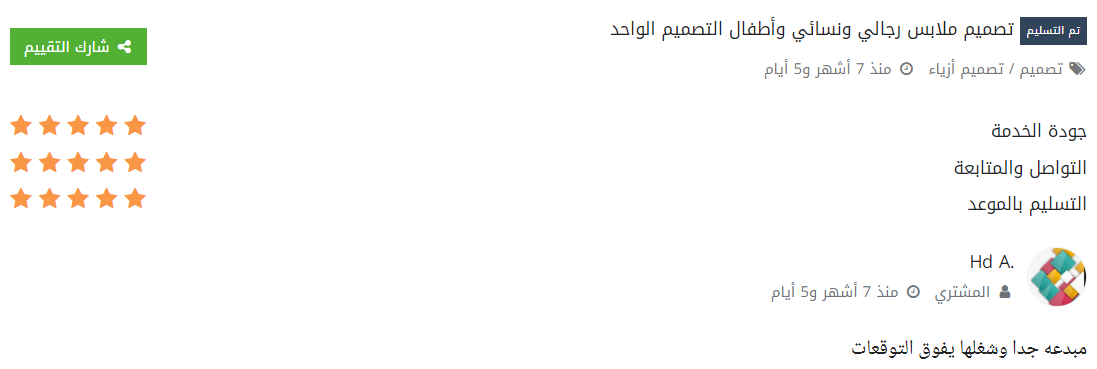 تم التسليم تصميم ملابس رجالي ونسائي وأطفال التصميم الواحد
شارك التقييم
تصميم / تصميم أزياء منذ 7 أشهر و5 أيام
جودة الخدمة
التواصل والمتابعة
التسليم بالموعد
Hd A.
المشتري منذ 7 أشهر و5 أيام
مبدعه جدا وشغلها يفوق التوقعات